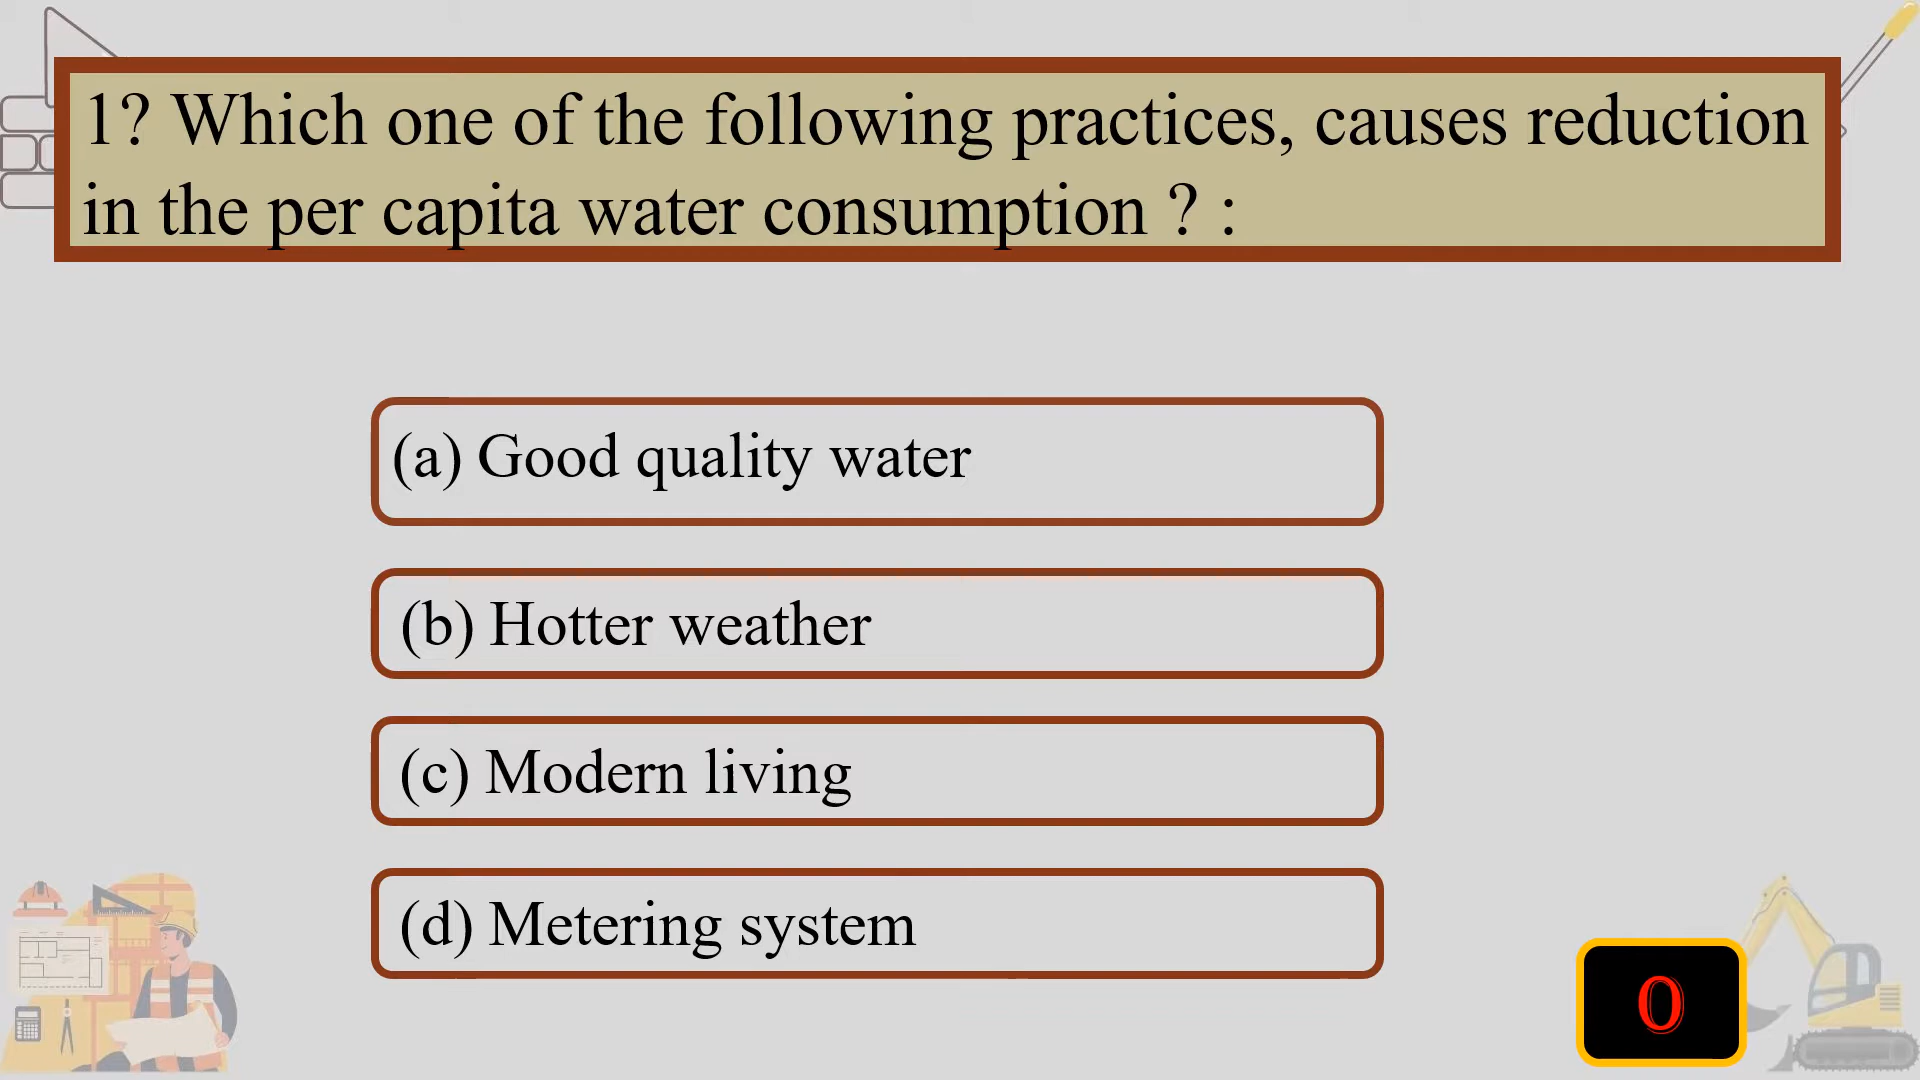 1? Which one of the following practices, causes reduction
in the per capita water consumption ? :
(a) Good quality water
(b) Hotter weather
(c) Modern living
(d) Metering system
0